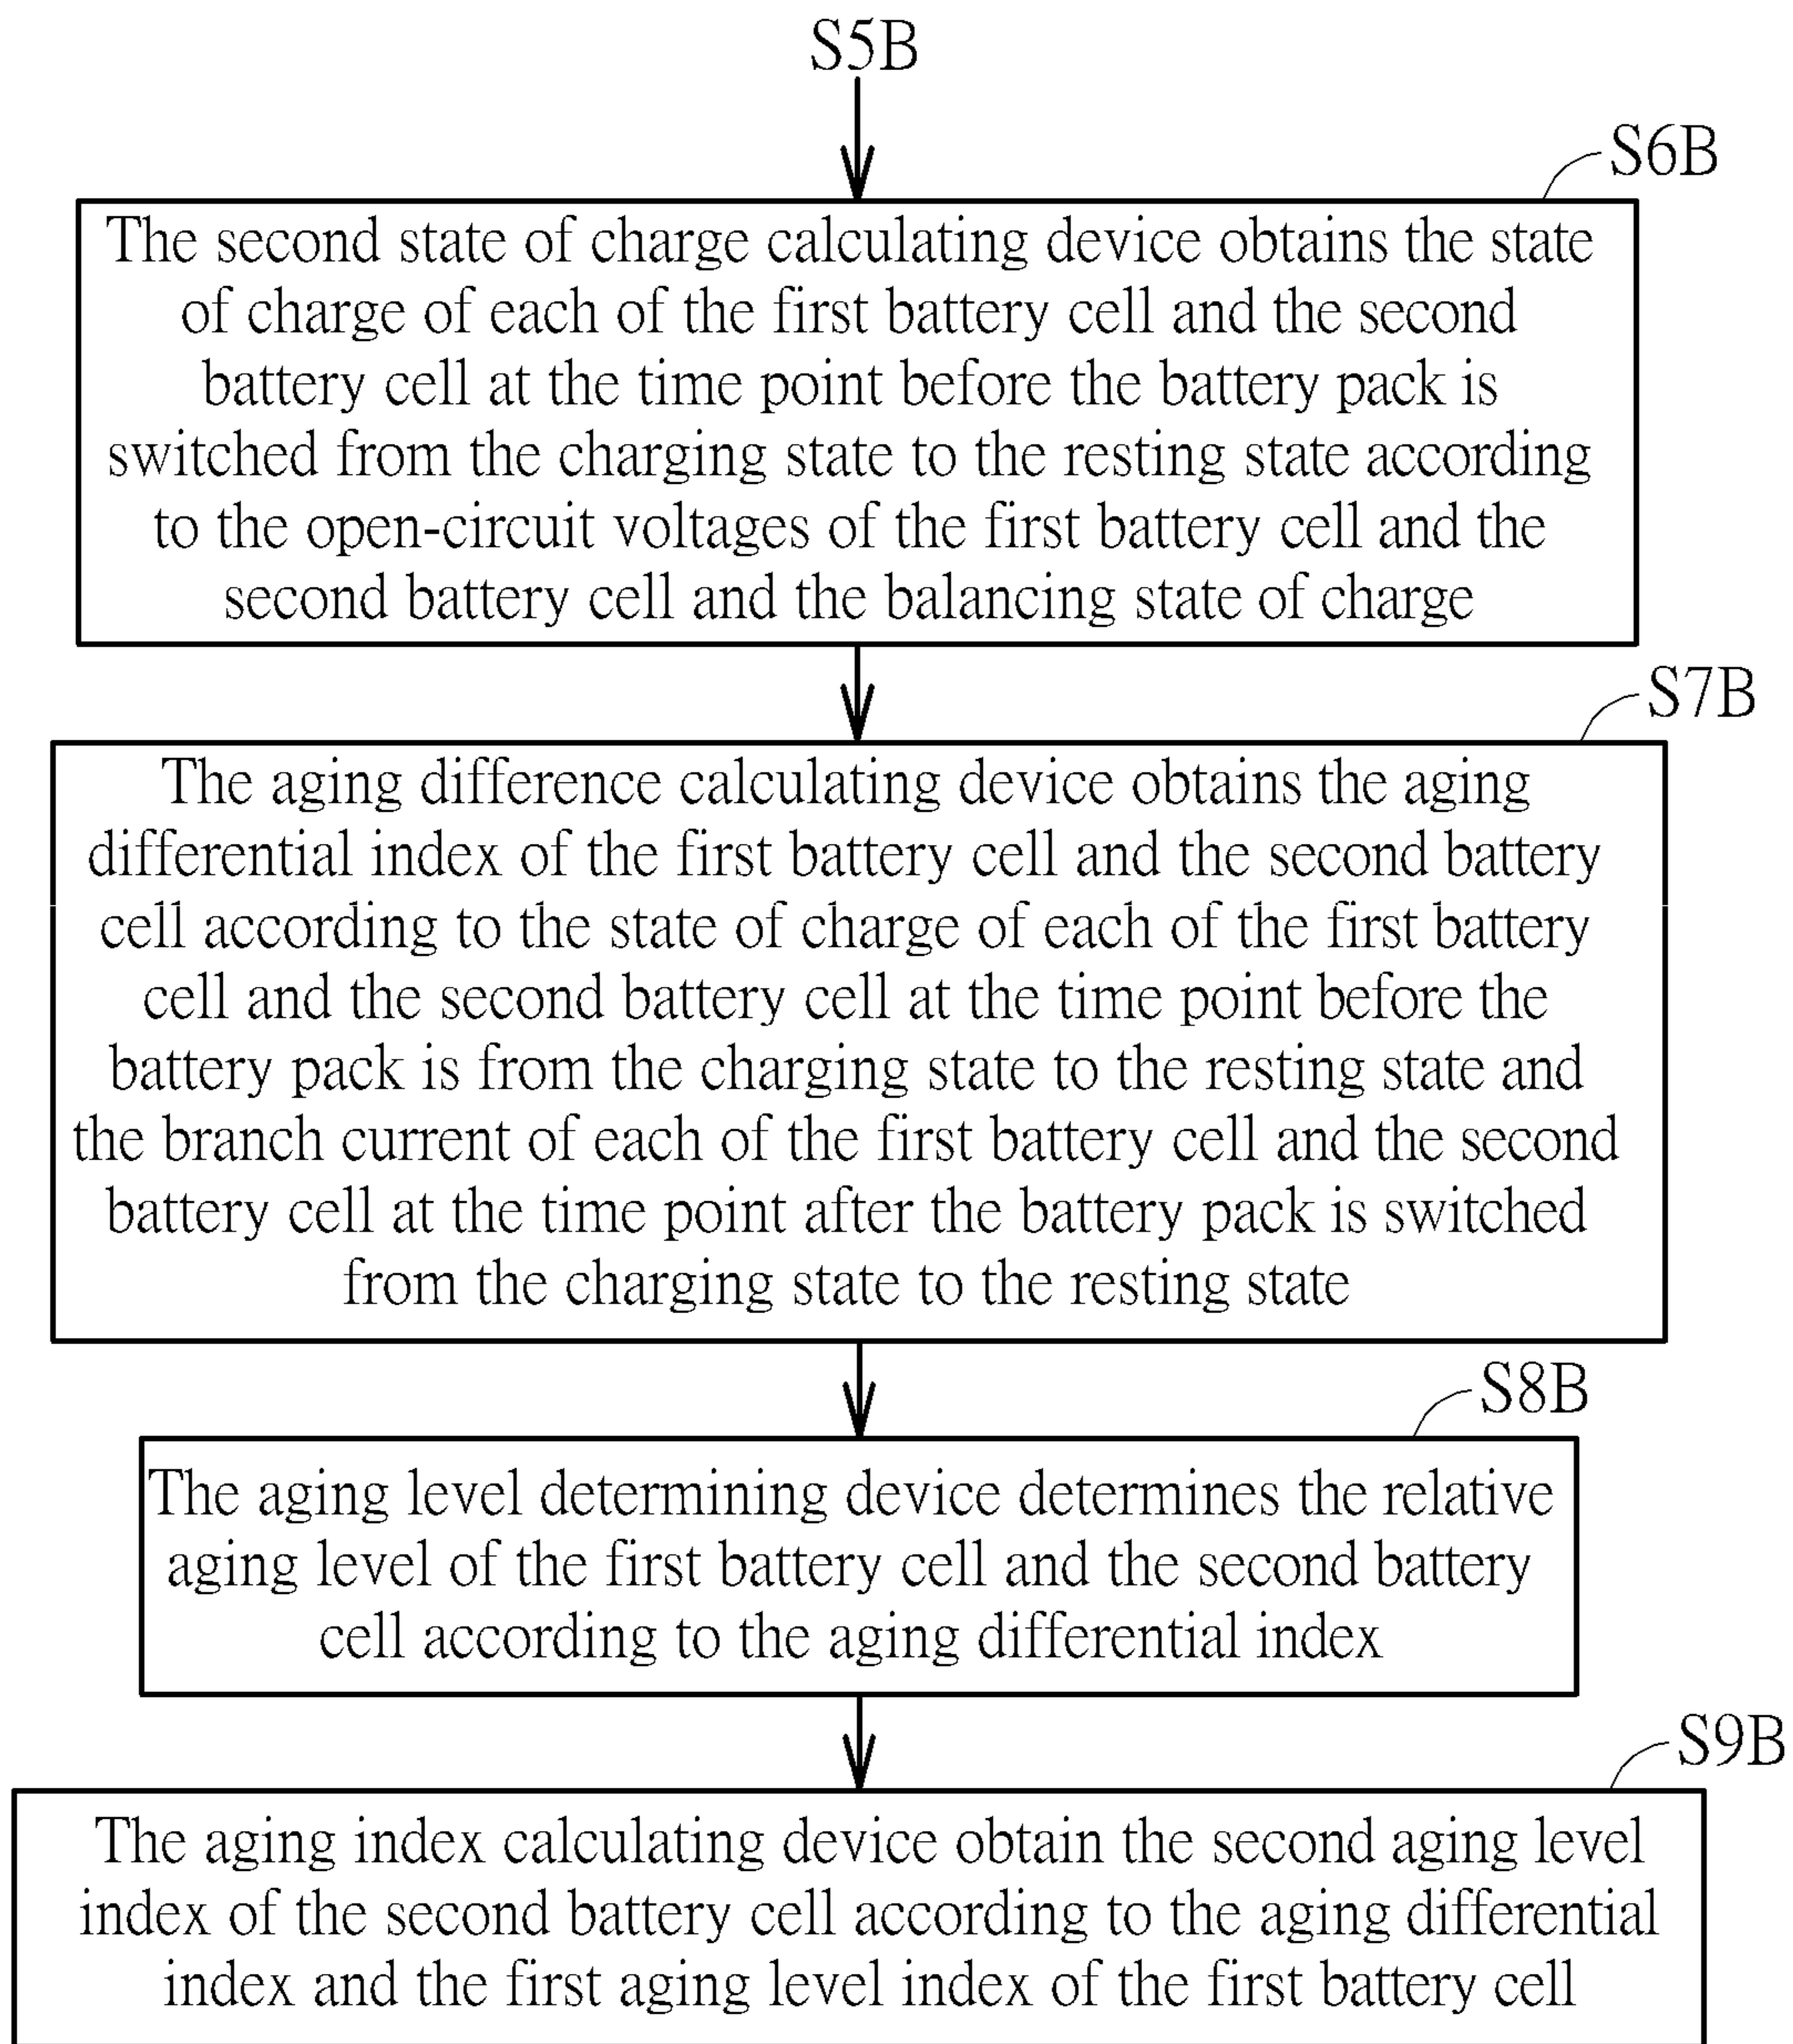 S5B
S6B
The second state of charge calculating device obtains the state
of charge of each of the first battery cell and the second
battery cell at the time point before the battery pack is
switched from the charging state to the resting state according
to the open-circuit voltages of the first battery cell and the
second battery cell and the balancing state of charge
S7B
The aging difference calculating device obtains the aging
differential index of the first battery cell and the second battery
cell according to the state of charge of each of the first battery
cell and the second battery cell at the time point before the
battery pack is from the charging state to the resting state and
the branch current of each of the first battery cell and the second
battery cell at the time point after the battery pack is switched
from the charging state to the resting state
S8B
The aging level determining device determines the relative
aging level of the first battery cell and the second battery
cell according to the aging differential index
S9B
The aging index calculating device obtain the second aging level
index of the second battery cell according to the aging differential
index and the first aging level index of the first battery cell